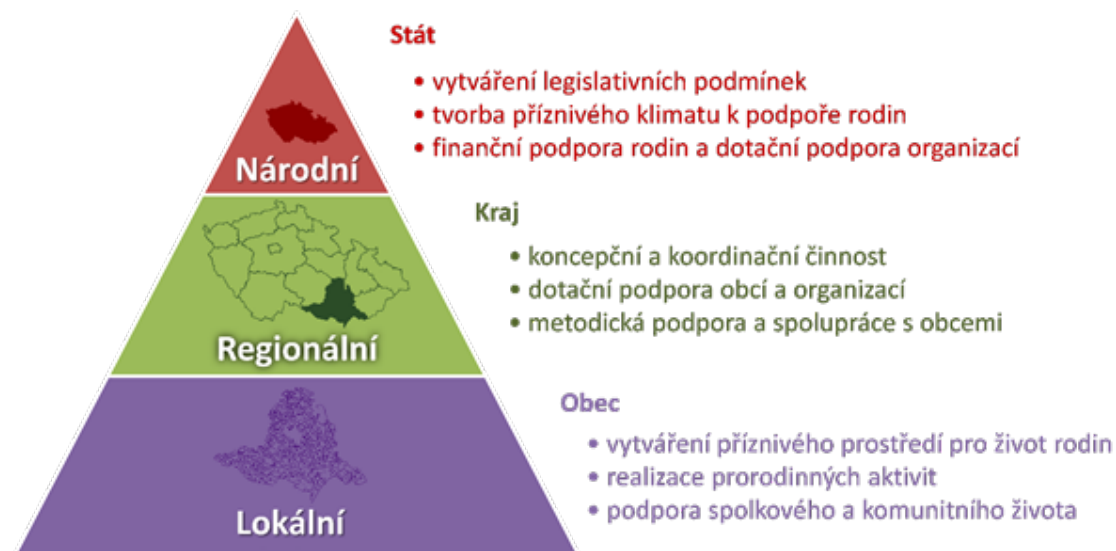 Stát
• vytváření legislativních podmínek
• tvorba příznivého klimatu k podpoře rodin
• finanční podpora rodin a dotační podpora organizací
Národní
Kraj
• koncepční a koordinační činnost
• dotační podpora obcí a organizací
• metodická podpora a spolupráce s obcemi
Regionální
Obec
• vytváření příznivého prostředí pro život rodin
• realizace prorodinných aktivit
• podpora spolkového a komunitního života
Lokální